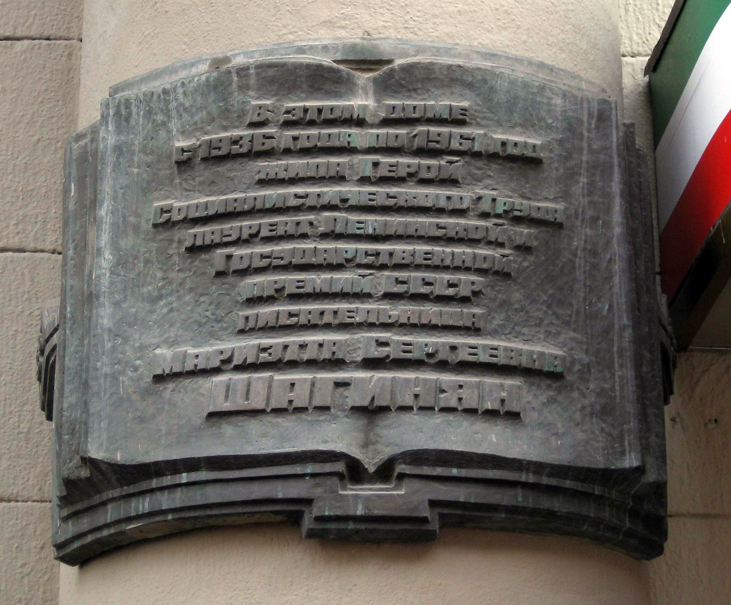 В ЭТОМ ДОМЕ
С 1936 ГОДА ПО 1961 ГОД
ЖИЛА ГЕРОЙ
СОЦИАЛИСТИЧЕСКОГО ТРУДА
ЛАУРЕАТ ЛЕНИНСКОЙ И
ГОСУДАРСТВЕННОЙ
ПРЕМИЙ СССР
ПИСАТЕЛЬНИЦА
МАРИЭТТА СЕРГЕЕВНА
ШАГИНЯН